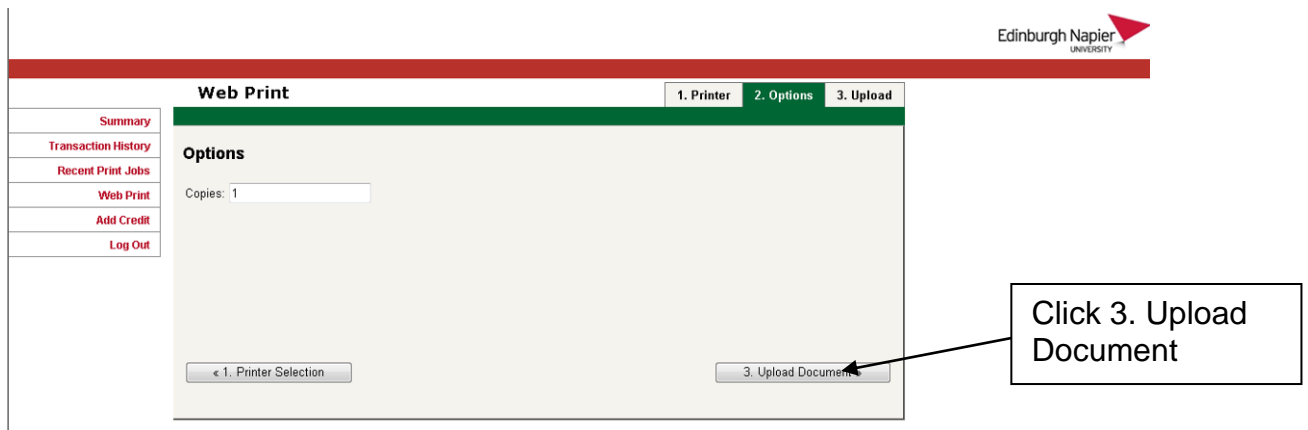 Edinburgh Napier
UNIVERSITY
Web Print
1. Printer 2. Options 3. Upload
Summary
Transaction History
Recent Print Jobs
Web Print
Add Credit
Log Out
Options
Copies: 1
« 1. Printer Selection
3. Upload Document »
Click 3. Upload
Document